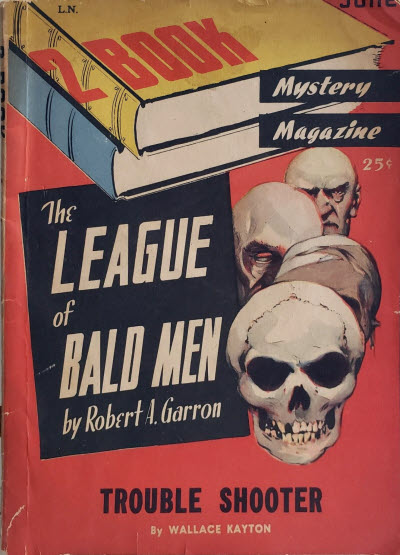 L.N.
June
2 BOOK
Mystery
Magazine
25¢
The
LEAGUE
of
BALD MEN
by Robert A. Garron
TROUBLE SHOOTER
By WALLACE KAYTON